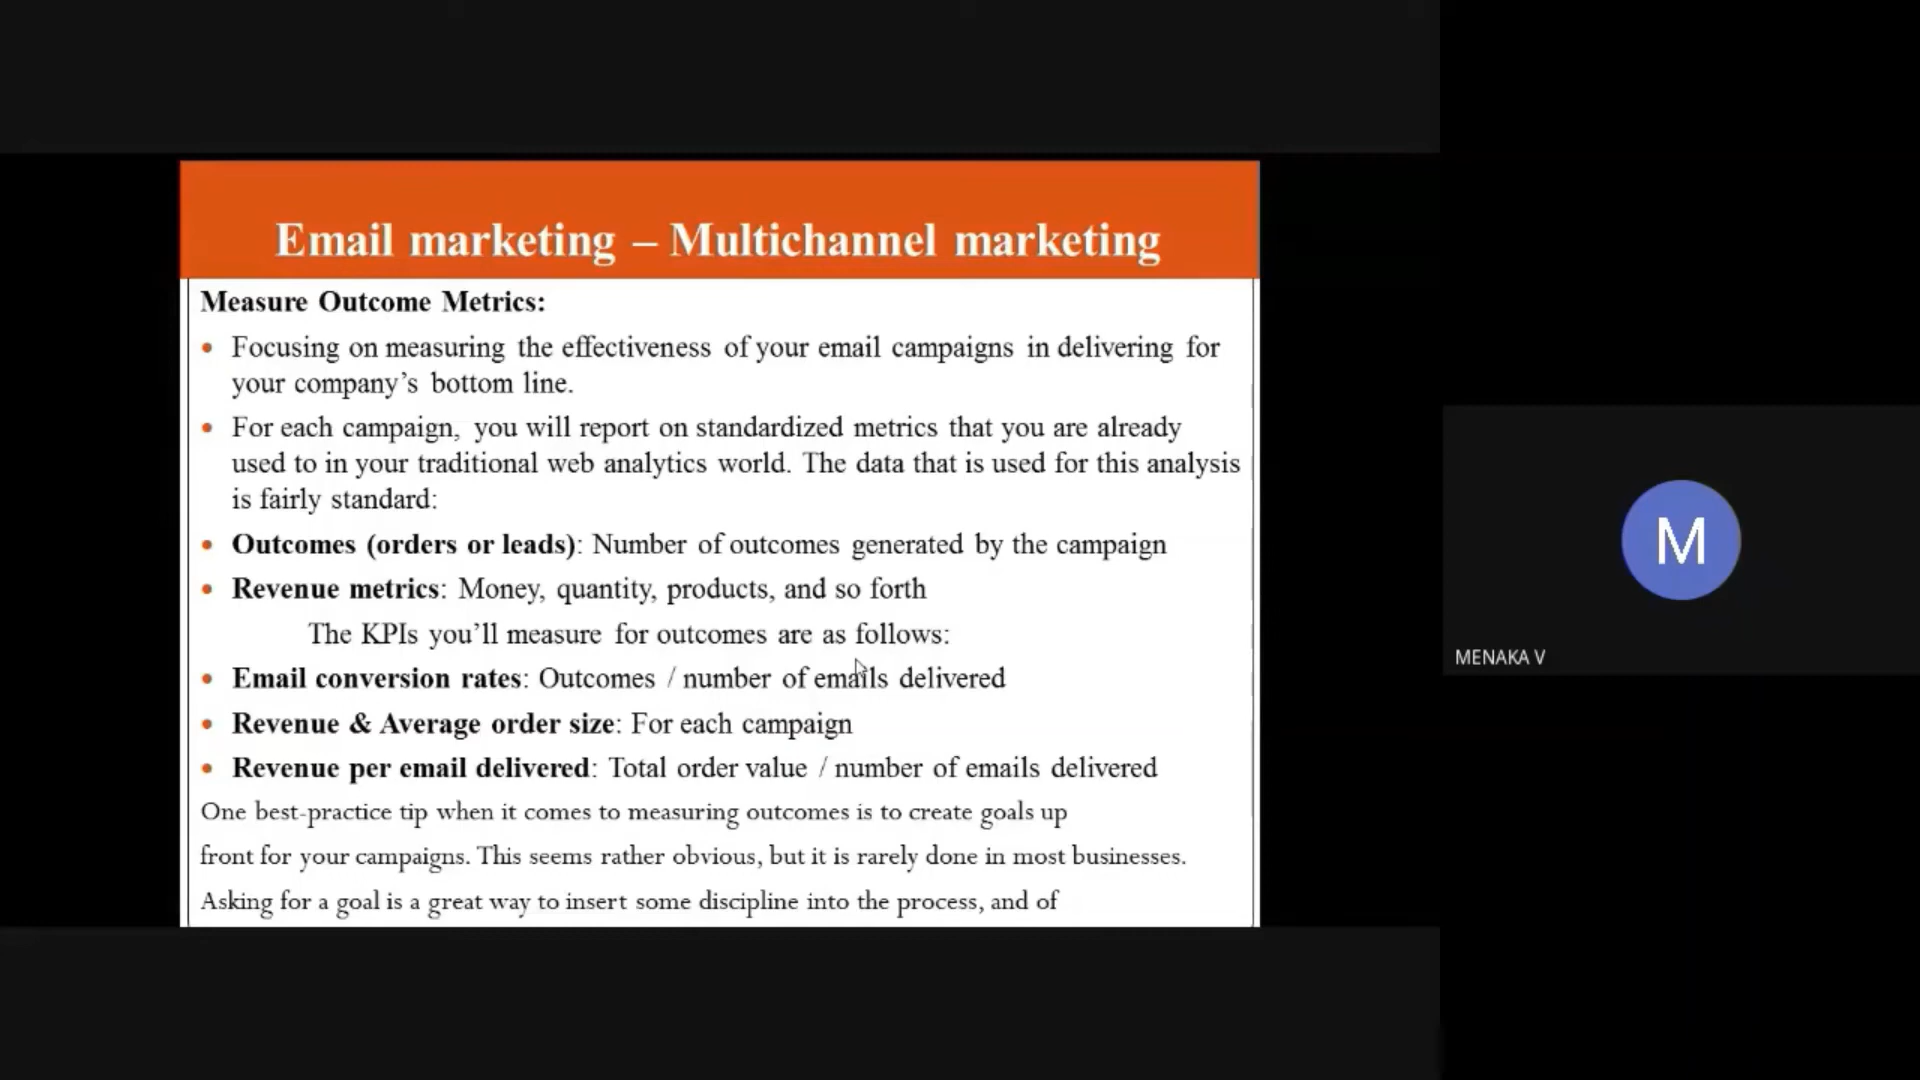 Email marketing – Multichannel marketing
Measure Outcome Metrics:
• Focusing on measuring the effectiveness of your email campaigns in delivering for
your company’s bottom line.
• For each campaign, you will report on standardized metrics that you are already
used to in your traditional web analytics world. The data that is used for this analysis
is fairly standard:
• Outcomes (orders or leads): Number of outcomes generated by the campaign
• Revenue metrics: Money, quantity, products, and so forth
The KPIs you’ll measure for outcomes are as follows:
• Email conversion rates: Outcomes / number of emails delivered
• Revenue & Average order size: For each campaign
• Revenue per email delivered: Total order value / number of emails delivered
One best-practice tip when it comes to measuring outcomes is to create goals up
front for your campaigns. This seems rather obvious, but it is rarely done in most businesses.
Asking for a goal is a great way to insert some discipline into the process, and of
M
MENAKA V